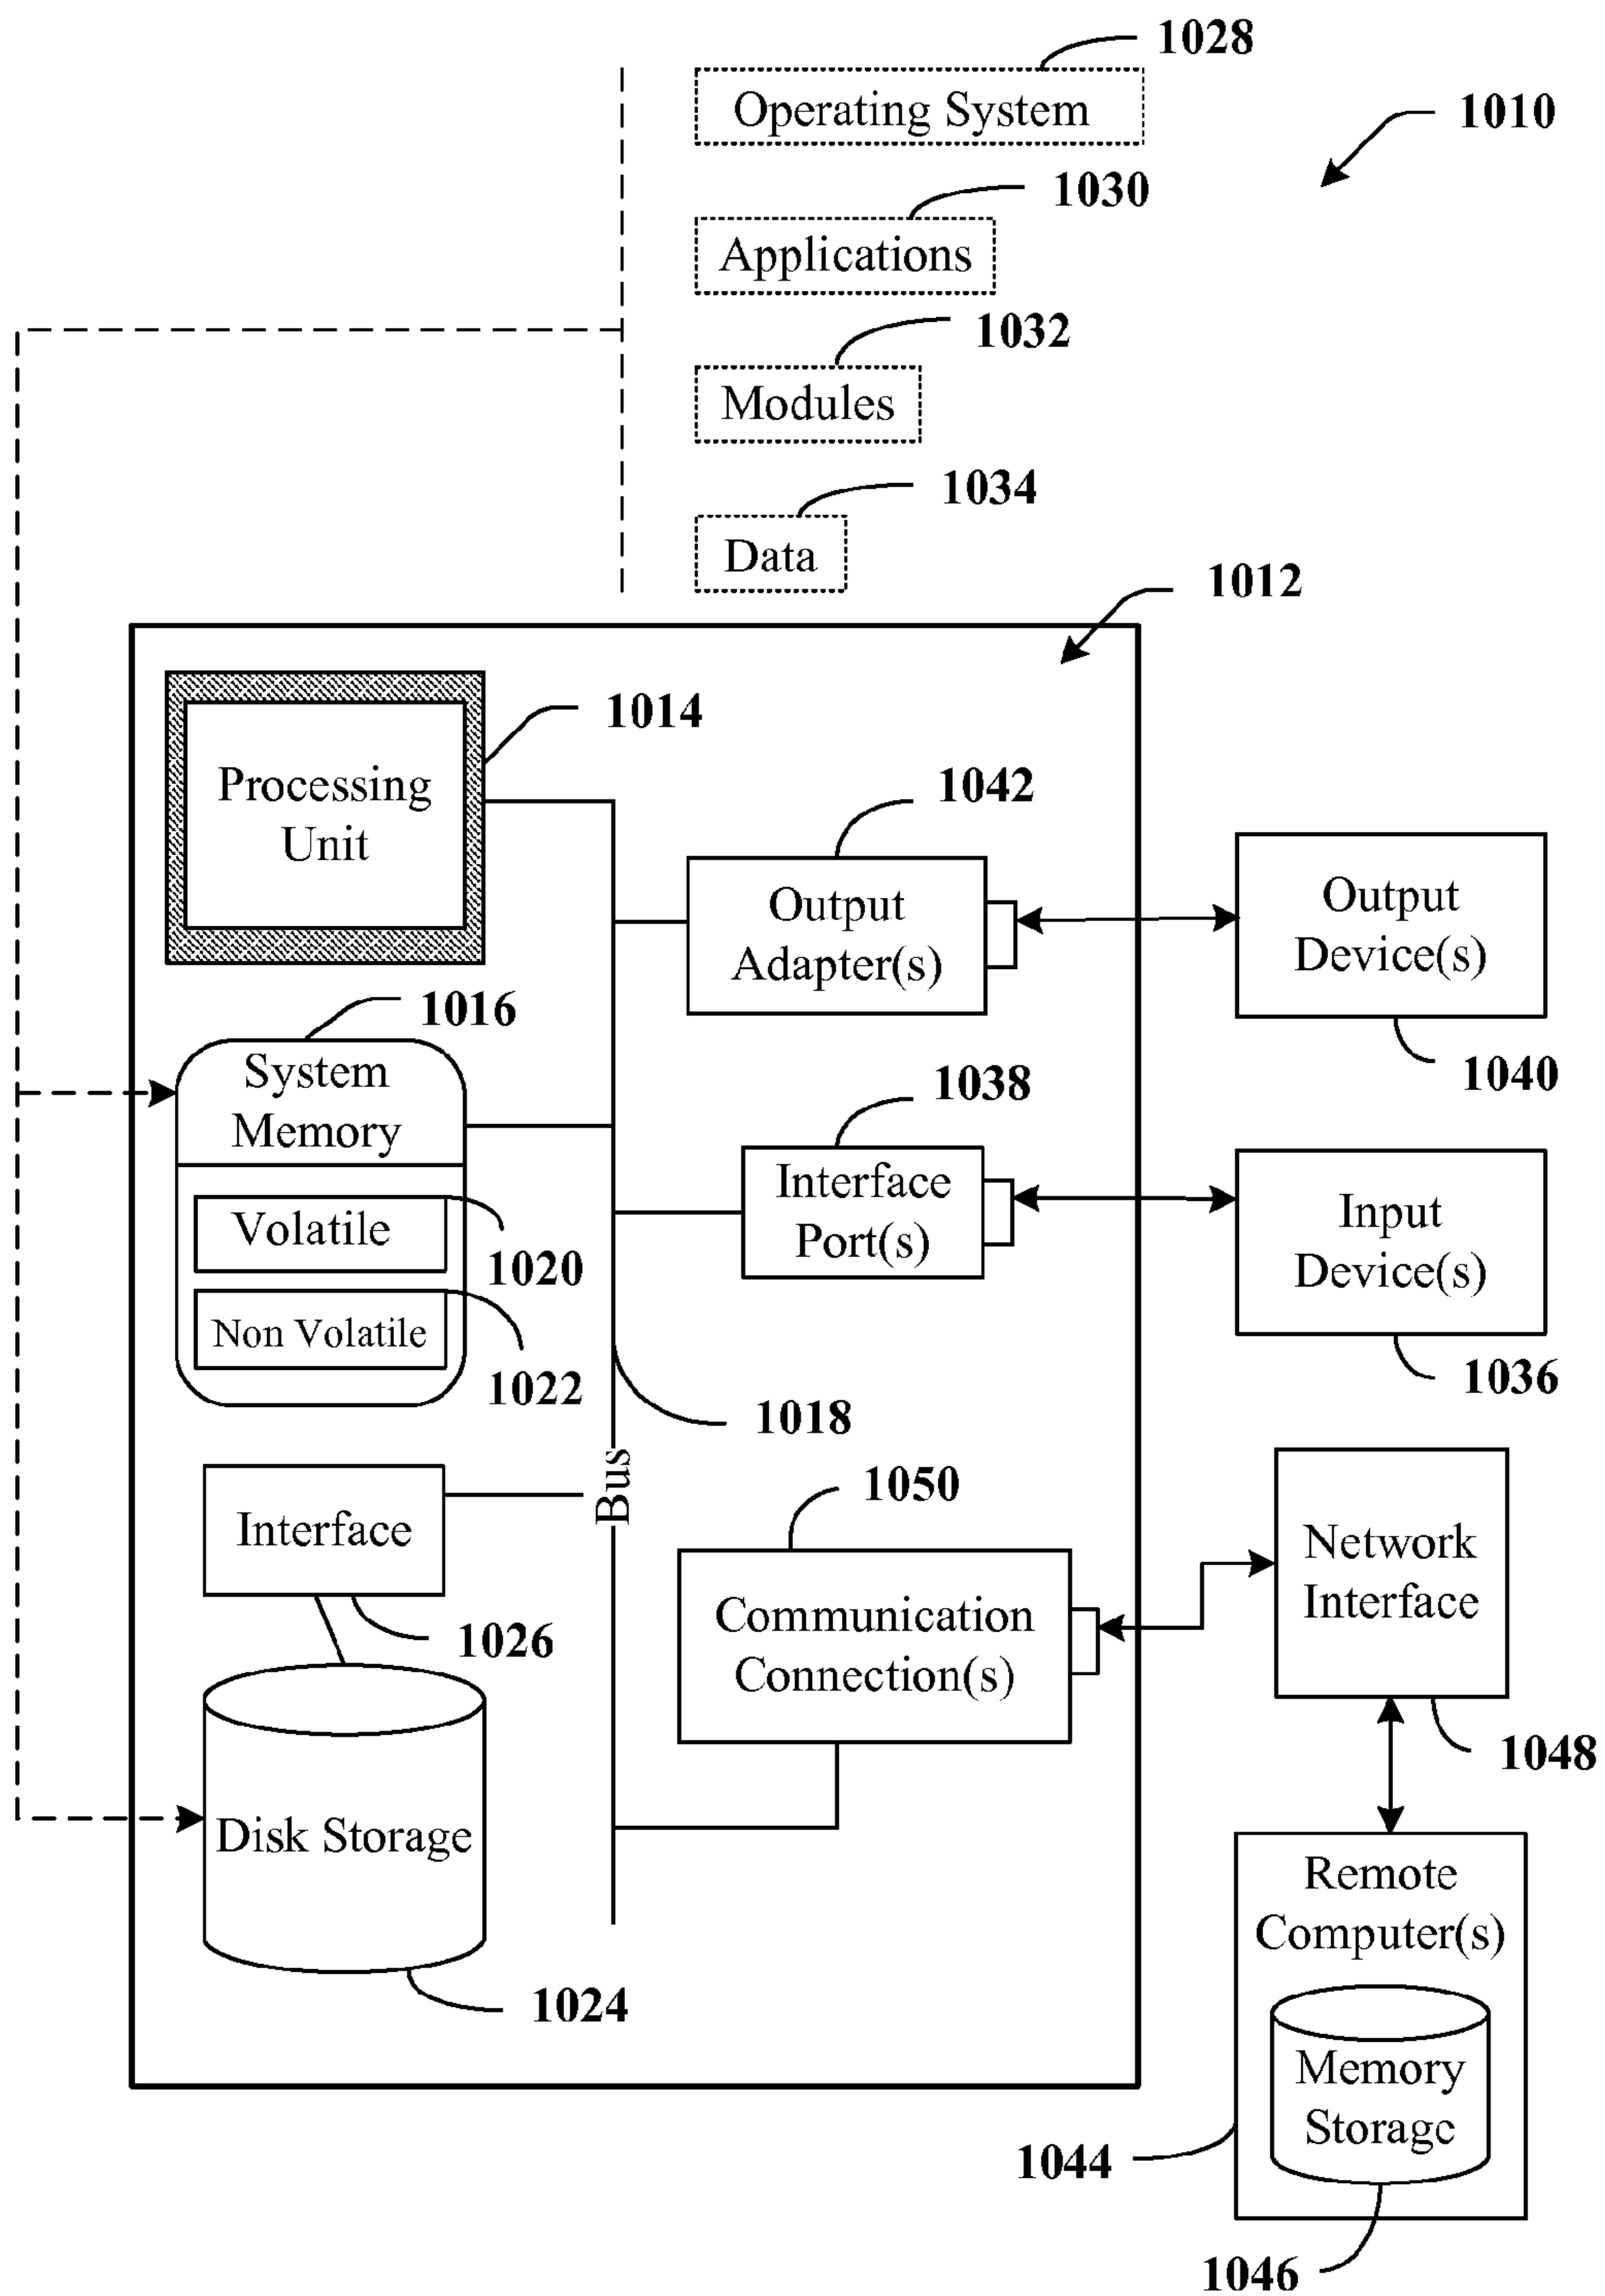 1028
Operating System
1010
1030
Applications
1032
Modules
1034
Data
1012
1014
Processing
Unit
1042
Output
Adapter(s)
Output
Device(s)
1040
1016
System
Memory
1038
Interface
Port(s)
Input
Device(s)
1036
Volatile
1020
Non Volatile
1022
1018
Bus
1050
Interface
1026
Communication
Connection(s)
Network
Interface
1048
Disk Storage
1024
Remote
Computer(s)
Memory
Storage
1044
1046